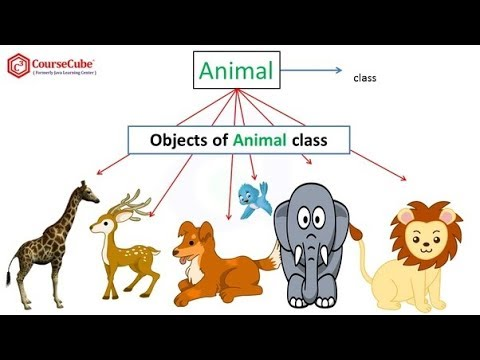 CourseCube
( Formerly Java Learning Center )
Animal
class
Objects of Animal class